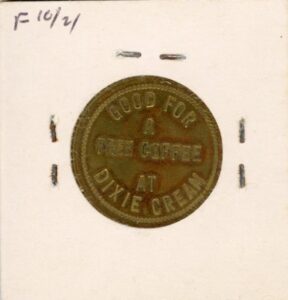 F 10/21
GOOD FOR
A
FREE COFFEE
AT
DIXIE CREAM